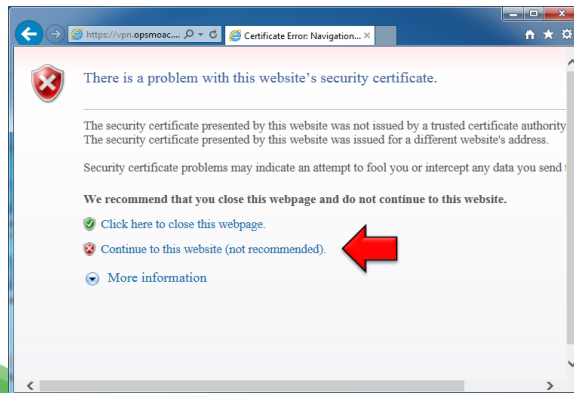 https://vpn.opsmoac....
Certificate Error: Navigation...
There is a problem with this website's security certificate.
The security certificate presented by this website was not issued by a trusted certificate authority
The security certificate presented by this website was issued for a different website's address.
Security certificate problems may indicate an attempt to fool you or intercept any data you send
We recommend that you close this webpage and do not continue to this website.
Click here to close this webpage.
Continue to this website (not recommended).
More information